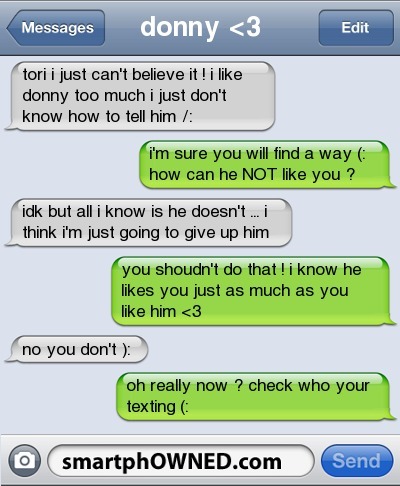 Messages
donny <3
Edit
tori i just can't believe it ! i like
donny too much i just don't
know how to tell him /:
i'm sure you will find a way (:
how can he NOT like you ?
idk but all i know is he doesn't ... i
think i'm just going to give up him
you shoudn't do that ! i know he
likes you just as much as you
like him <3
no you don't ):
oh really now ? check who your
texting (:
smartphOWNED.com
Send